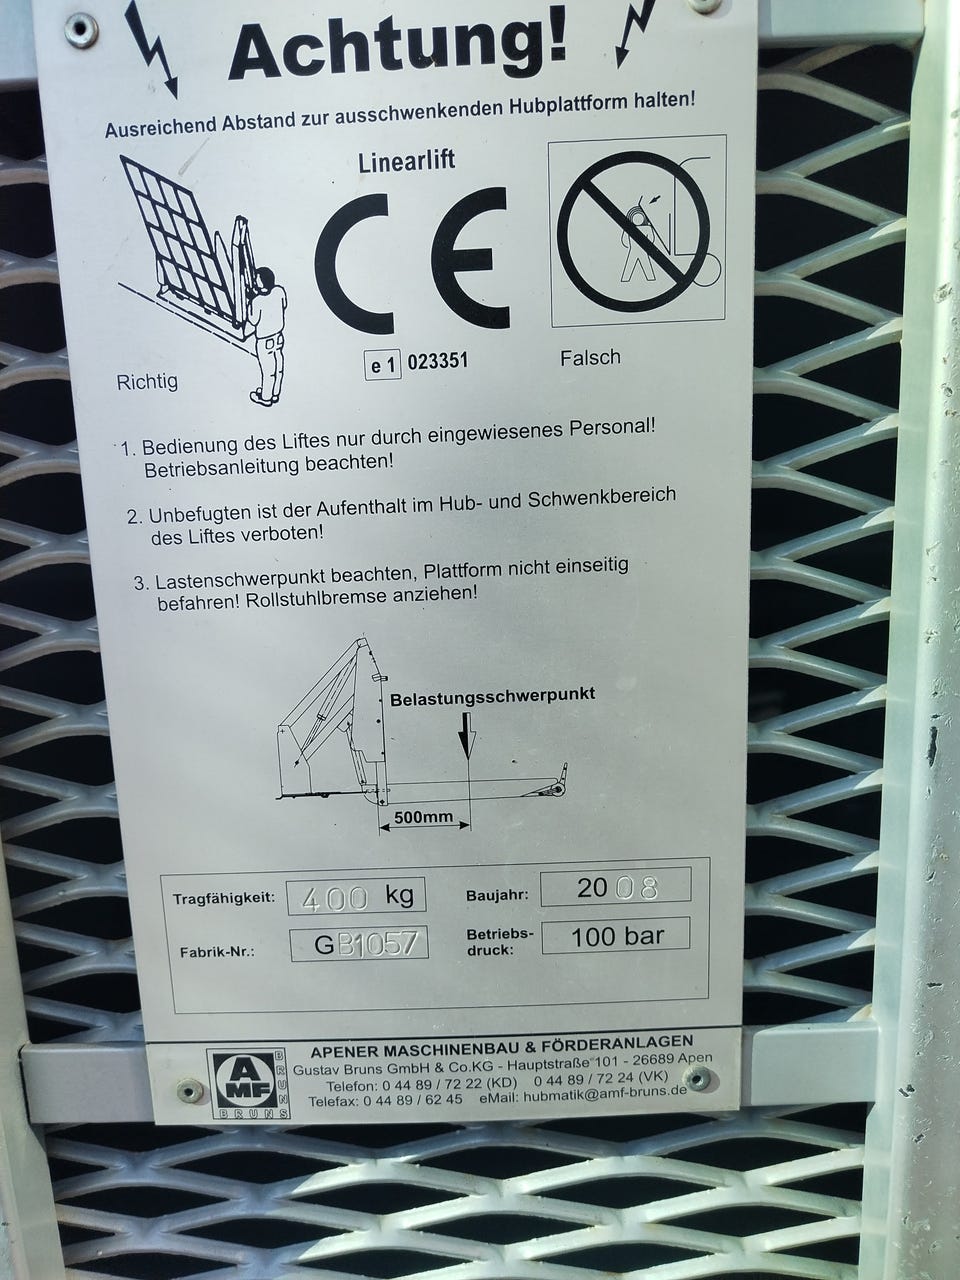 Achtung!
Ausreichend Abstand zur ausschwenkenden Hubplattform halten!
Linearlift
CE
e 1 023351
Richtig
Falsch
1. Bedienung des Liftes nur durch eingewiesenes Personal!
Betriebsanleitung beachten!
2. Unbefugten ist der Aufenthalt im Hub- und Schwenkbereich
des Liftes verboten!
3. Lastenschwerpunkt beachten, Plattform nicht einseitig
befahren! Rollstuhlbremse anziehen!
Belastungsschwerpunkt
500mm
Tragfähigkeit: 400 kg
Baujahr: 2008
Fabrik-Nr.: GB1057
Betriebs-
druck: 100 bar
APENER MASCHINENBAU & FÖRDERANLAGEN
Gustav Bruns GmbH & Co.KG - Hauptstraße 101 - 26689 Apen
Telefon: 0 44 89 / 72 22 (KD) 0 44 89 / 72 24 (VK)
Telefax: 0 44 89 / 62 45 eMail: hubmatik@amf-bruns.de
A
MF
BRUNS
BRUNS